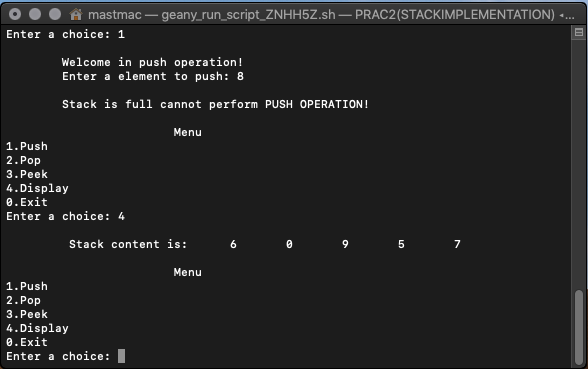 mastmac — geany_run_script_ZNHH5Z.sh — PRAC2(STACKIMPLEMENTATION) ◂...
Enter a choice: 1
Welcome in push operation!
Enter a element to push: 8
Stack is full cannot perform PUSH OPERATION!
Menu
1.Push
2.Pop
3.Peek
4.Display
0.Exit
Enter a choice: 4
Stack content is: 6 0 9 5 7
Menu
1.Push
2.Pop
3.Peek
4.Display
0.Exit
Enter a choice: